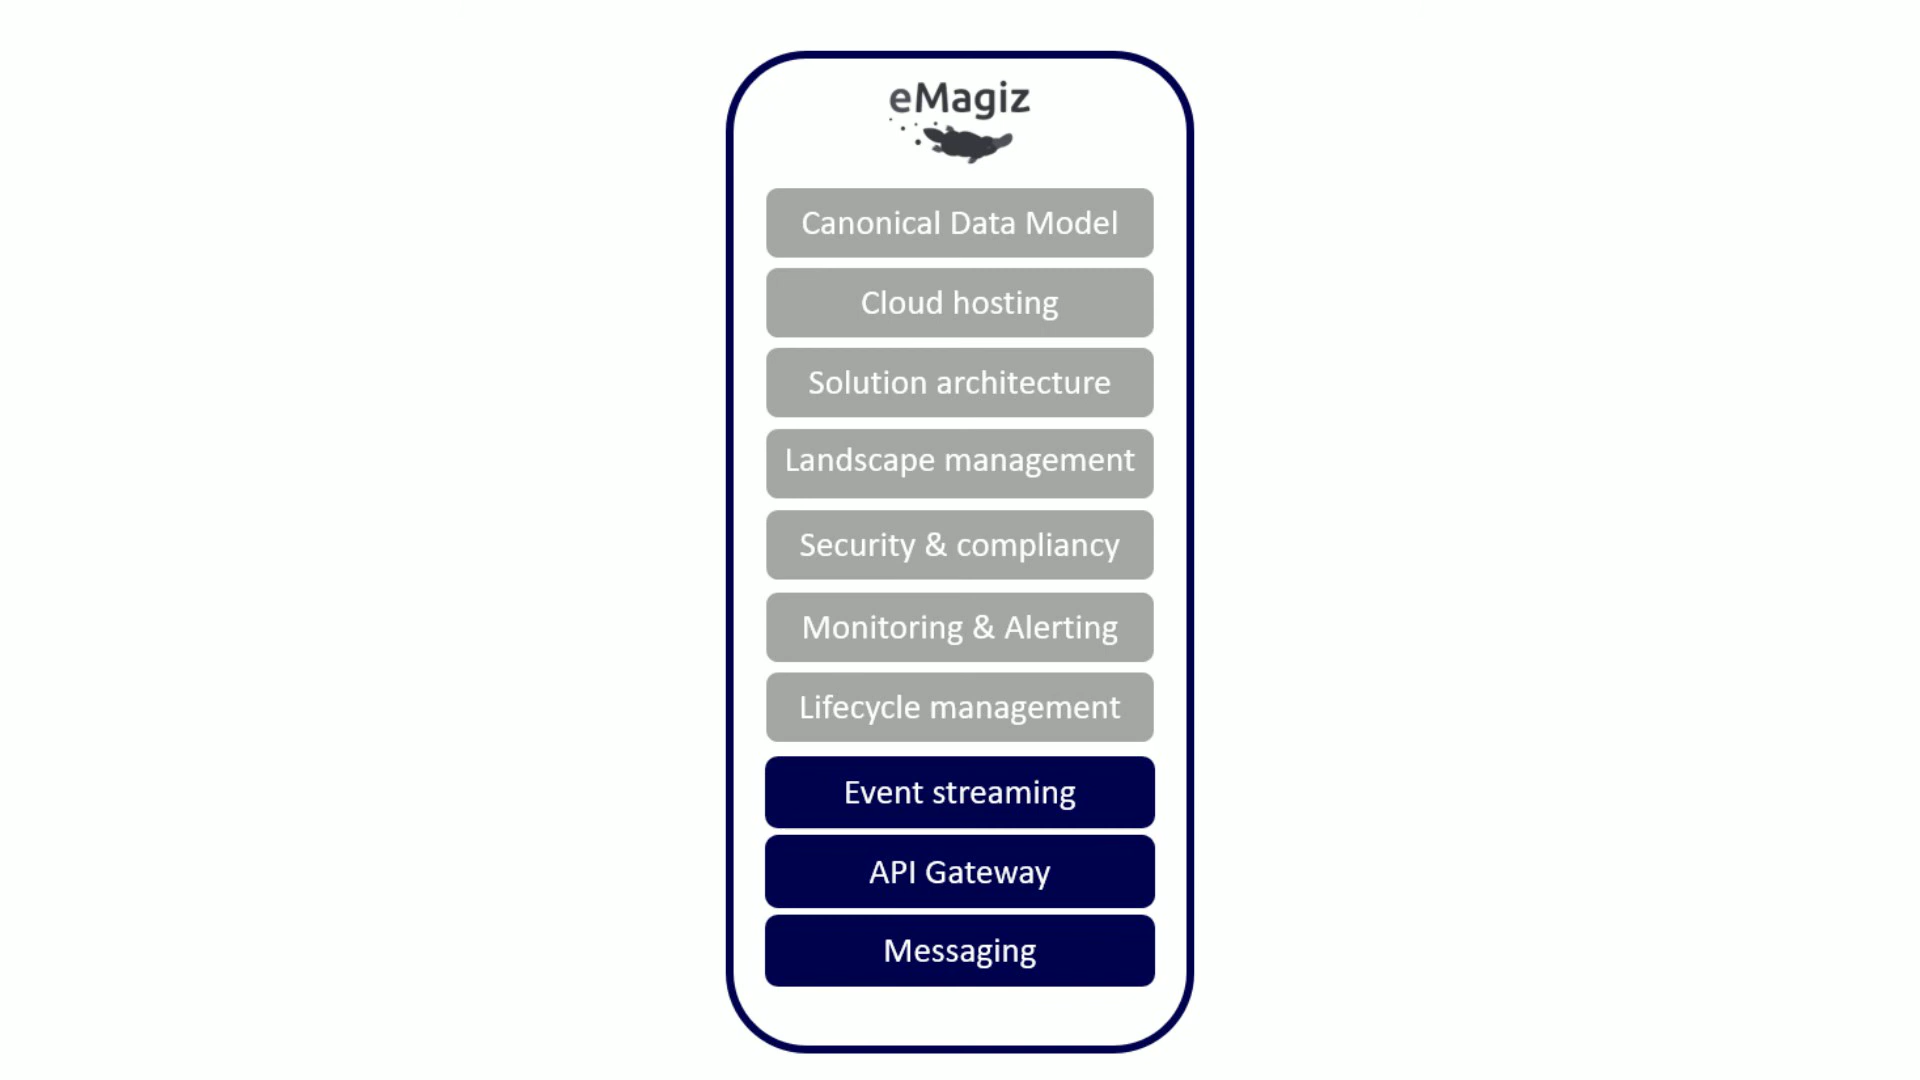 eMagiz
Canonical Data Model
Cloud hosting
Solution architecture
Landscape management
Security & compliancy
Monitoring & Alerting
Lifecycle management
Event streaming
API Gateway
Messaging